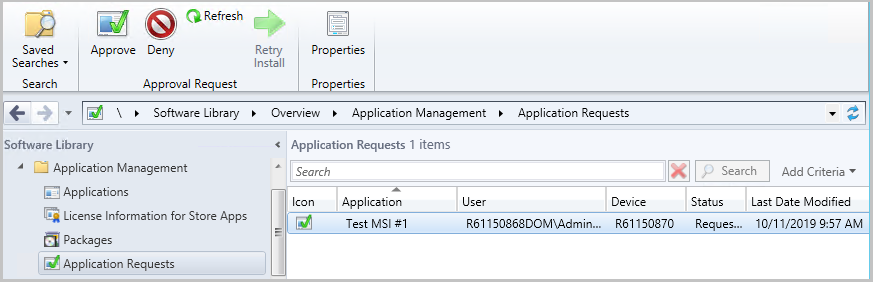 Saved Searches
Approve
Deny
Refresh
Retry Install
Properties
Search
Approval Request
Properties
\ Software Library Overview Application Management Application Requests
Software Library
Application Management
Applications
License Information for Store Apps
Packages
Application Requests
Application Requests 1 items
Search
Search
Add Criteria
Icon Application User Device Status Last Date Modified
Test MSI #1 R61150868DOM\Admin... R61150870 Reques... 10/11/2019 9:57 AM